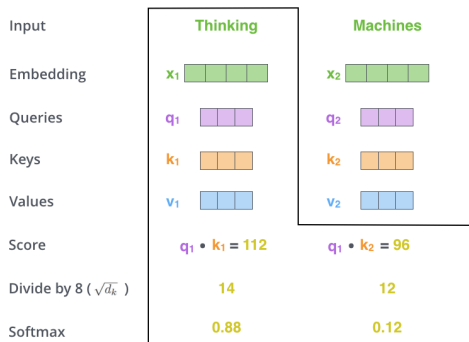 Input Thinking Machines
Embedding x₁ x₂
Queries q₁ q₂
Keys k₁ k₂
Values v₁ v₂
Score q₁ • k₁ = 112 q₁ • k₂ = 96
Divide by 8 ( √dₖ ) 14 12
Softmax 0.88 0.12